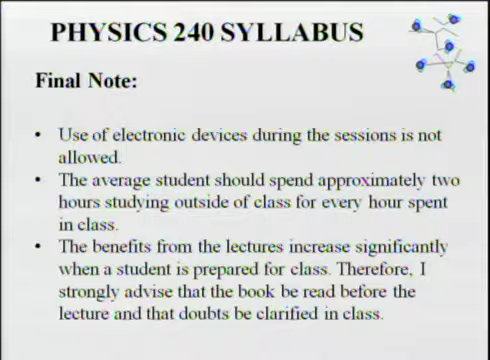 PHYSICS 240 SYLLABUS
Final Note:
• Use of electronic devices during the sessions is not
allowed.
• The average student should spend approximately two
hours studying outside of class for every hour spent
in class.
• The benefits from the lectures increase significantly
when a student is prepared for class. Therefore, I
strongly advise that the book be read before the
lecture and that doubts be clarified in class.